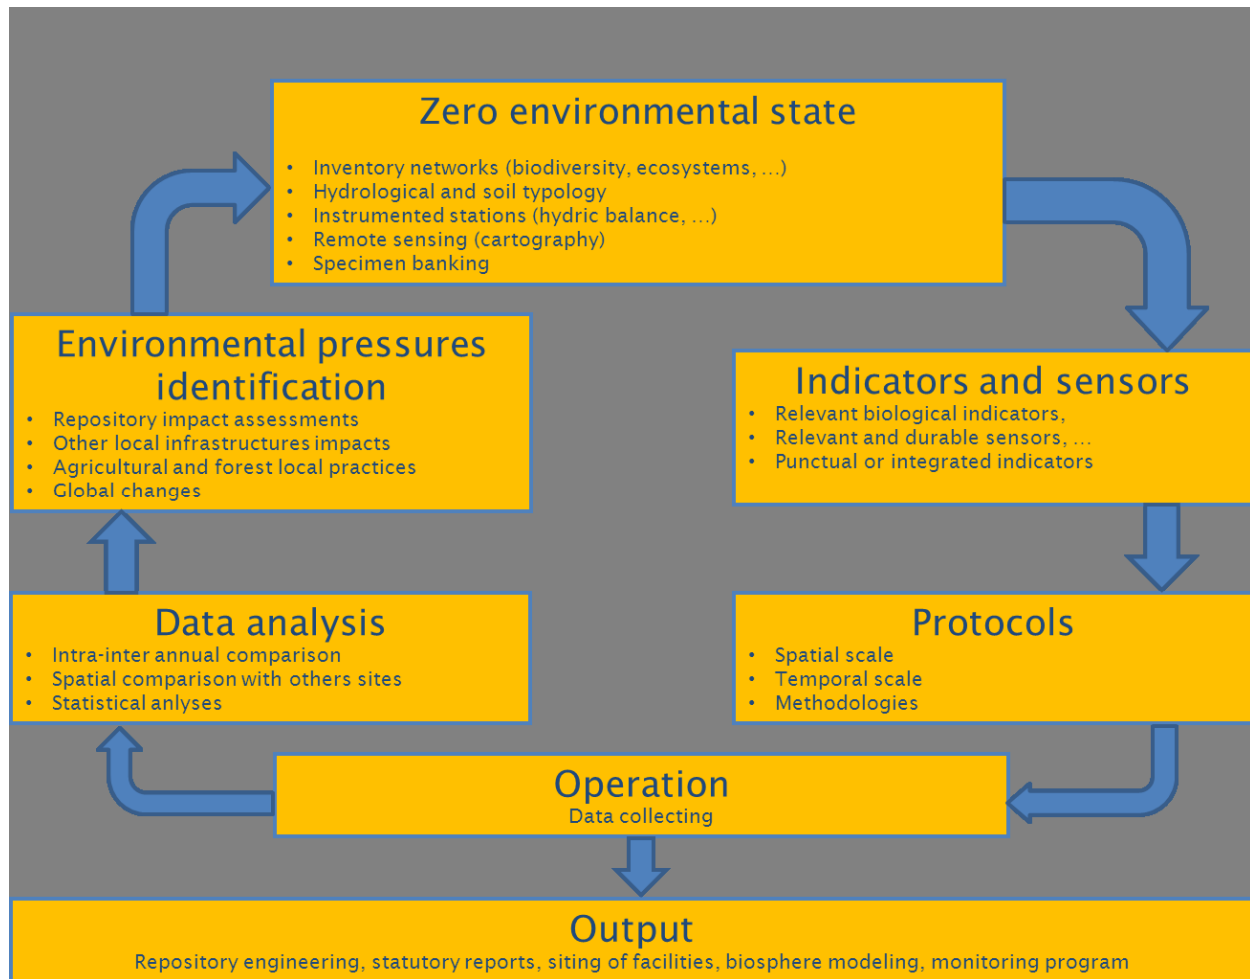 Zero environmental state
• Inventory networks (biodiversity, ecosystems, …)
• Hydrological and soil typology
• Instrumented stations (hydric balance, …)
• Remote sensing (cartography)
• Specimen banking
Environmental pressures
identification
• Repository impact assessments
• Other local infrastructures impacts
• Agricultural and forest local practices
• Global changes
Indicators and sensors
• Relevant biological indicators,
• Relevant and durable sensors, …
• Punctual or integrated indicators
Data analysis
• Intra-inter annual comparison
• Spatial comparison with others sites
• Statistical anlyses
Protocols
• Spatial scale
• Temporal scale
• Methodologies
Operation
Data collecting
Output
Repository engineering, statutory reports, siting of facilities, biosphere modeling, monitoring program